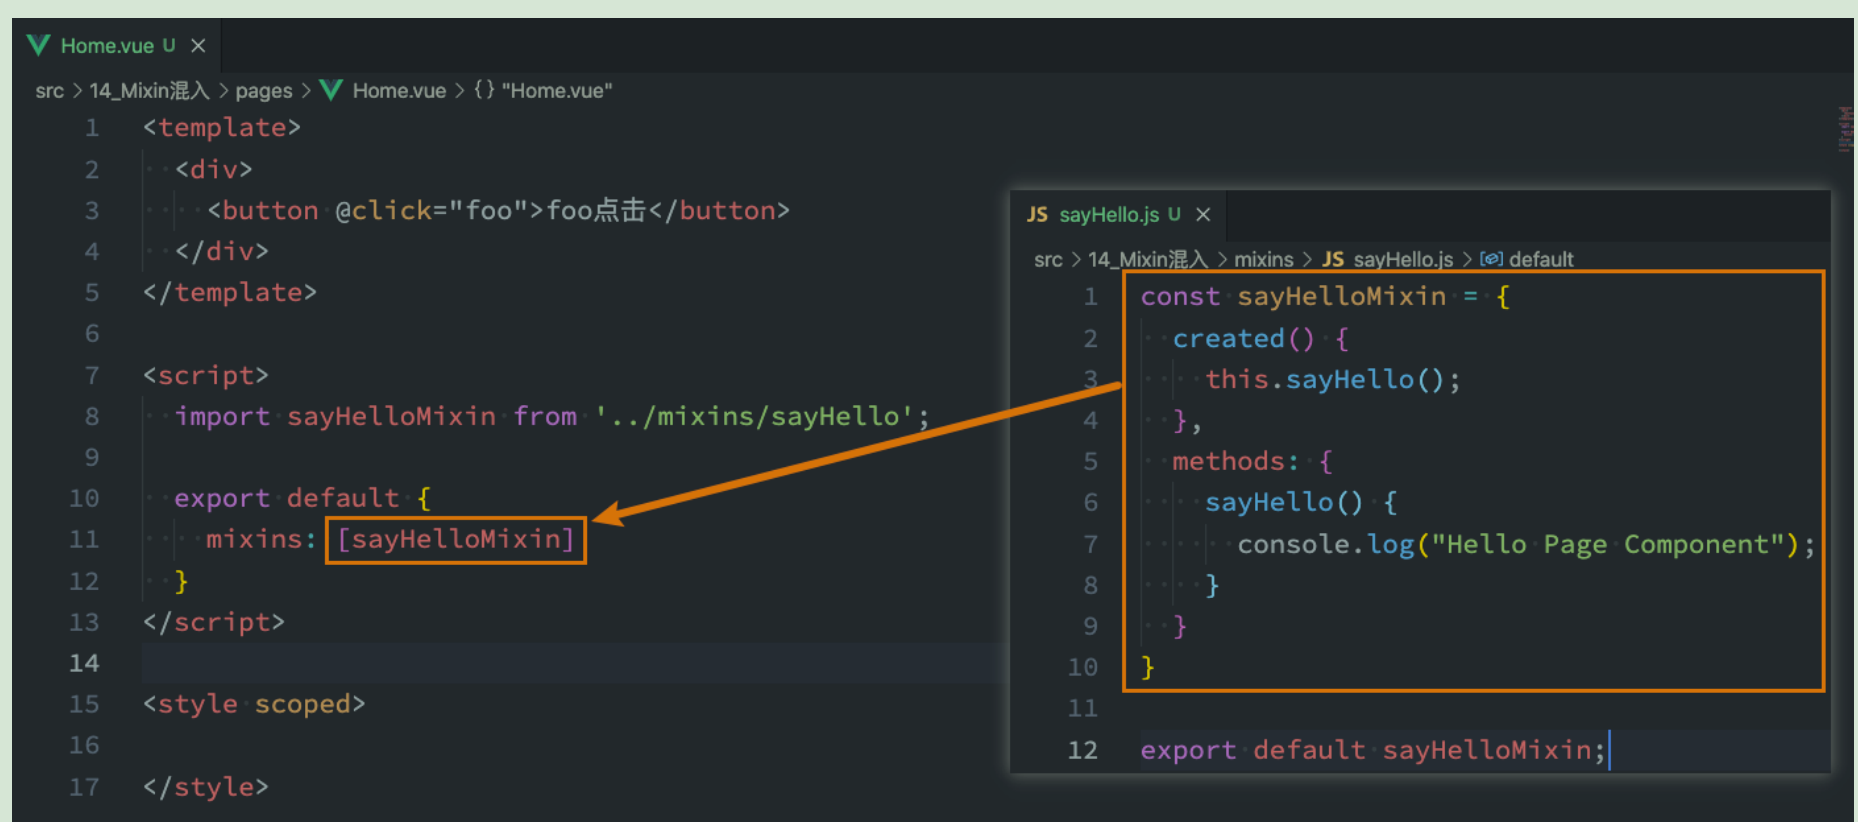 Home.vue U ×
src > 14_Mixin混入 > pages > Home.vue > {} "Home.vue"
1 <template>
2   <div>
3     <button @click="foo">foo点击</button>
4   </div>
5 </template>
6
7 <script>
8   import sayHelloMixin from '../mixins/sayHello';
9
10   export default {
11     mixins: [sayHelloMixin]
12   }
13 </script>
14
15 <style scoped>
16
17 </style>
JS sayHello.js U ×
src > 14_Mixin混入 > mixins > JS sayHello.js > default
1 const sayHelloMixin = {
2   created() {
3     this.sayHello();
4   },
5   methods: {
6     sayHello() {
7       console.log("Hello Page Component");
8     }
9   }
10 }
11
12 export default sayHelloMixin;